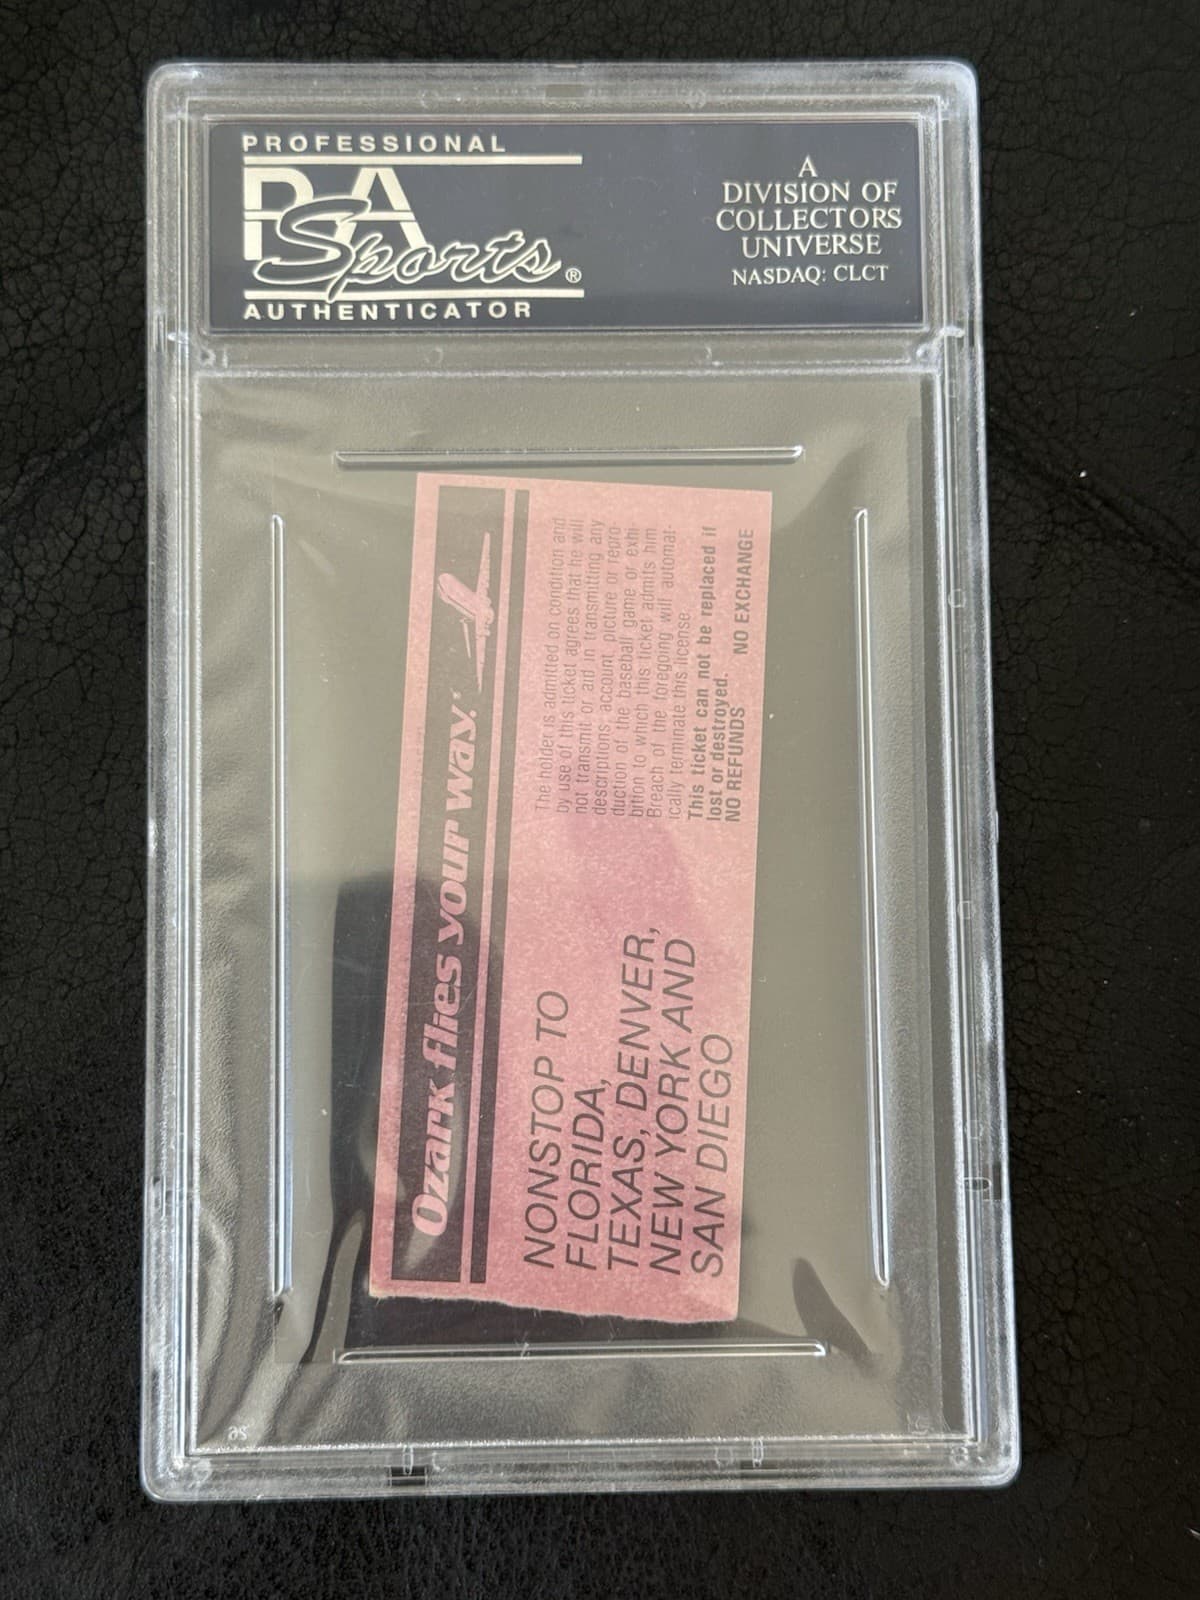 PROFESSIONAL
PSA
Sports®
AUTHENTICATOR
A
DIVISION OF
COLLECTORS
UNIVERSE
NASDAQ: CLCT
Ozark flies your way.
NONSTOP TO
FLORIDA,
TEXAS, DENVER,
NEW YORK AND
SAN DIEGO
The holder is admitted on condition and
by use of this ticket agrees that he will
not transmit or aid in transmitting any
descriptions, account, picture or repro-
duction of the baseball game or exhi-
bition to which this ticket admits him
Breach of the foregoing will automat-
ically terminate this license.
This ticket can not be replaced if
lost or destroyed.
NO REFUNDS NO EXCHANGE
26